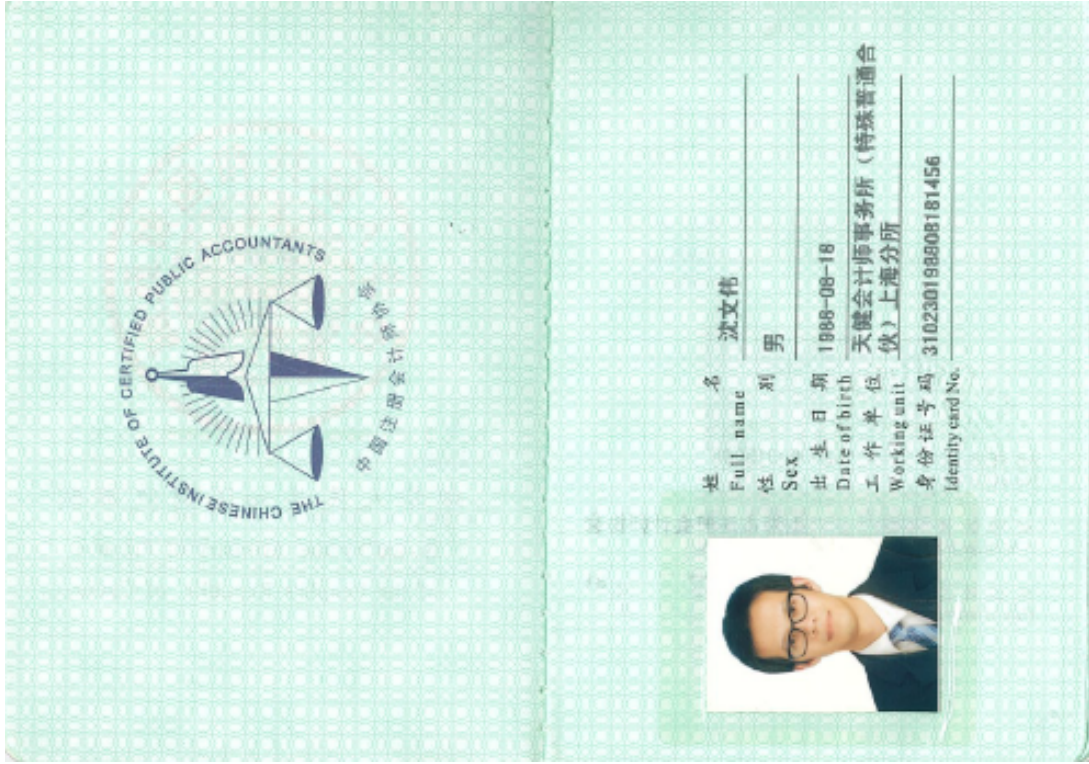 THE CHINESE INSTITUTE OF CERTIFIED PUBLIC ACCOUNTANTS
中国注册会计师协会
姓 名 沈文伟
Full name
性 别 男
Sex
出 生 日 期 1988-08-18
Date of birth
工 作 单 位 天健会计师事务所（特殊普通合
伙）上海分所
Working unit
身份证号码 310230198808181456
Identity card No.